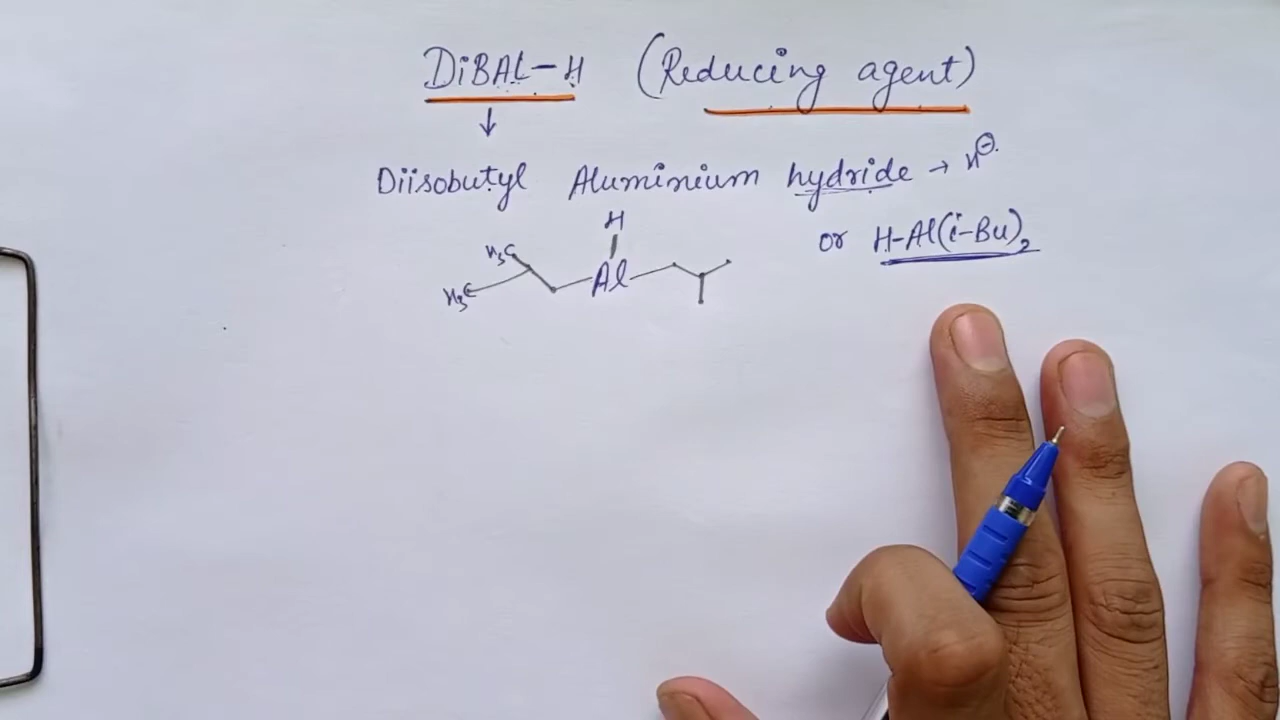 DiBAL-H (Reducing agent)
↓
Diisobutyl Aluminium hydride → H⊖
or H-Al(i-Bu)₂
H
H₃C
Al
H₃C